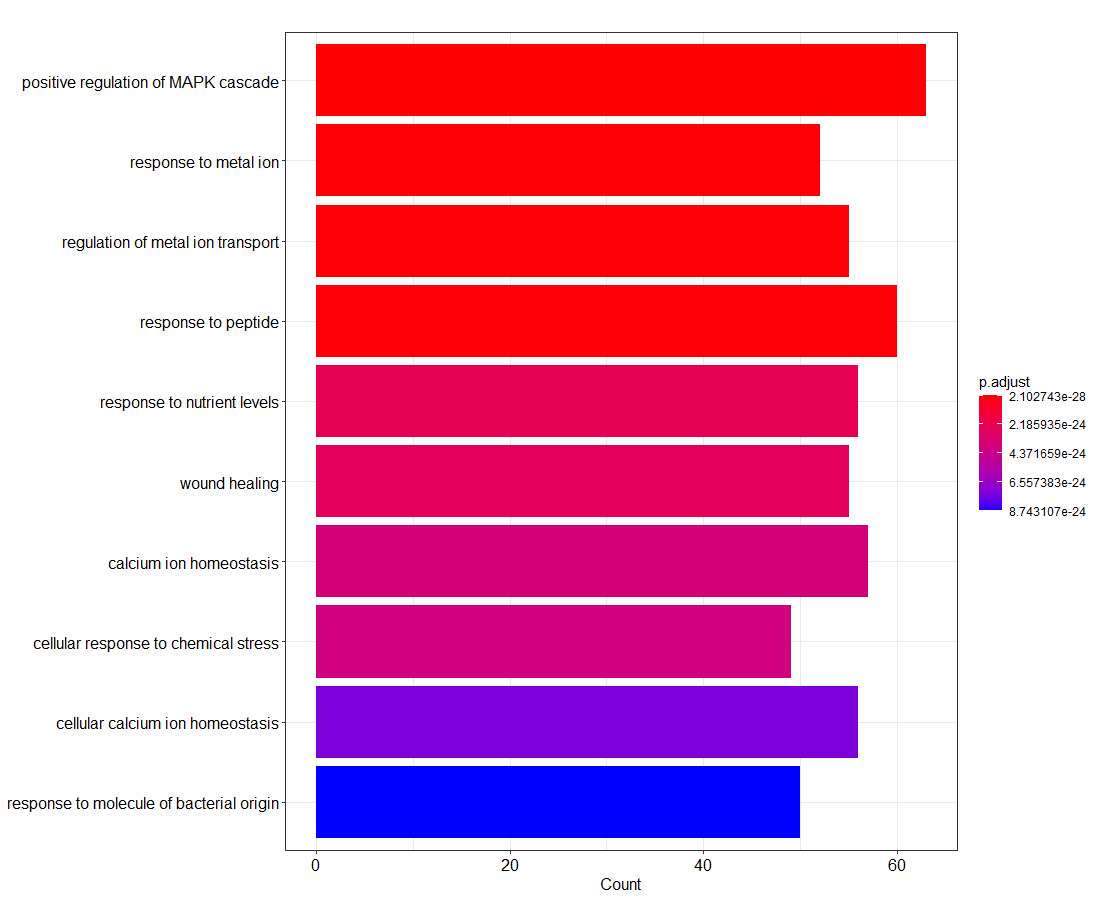 positive regulation of MAPK cascade
response to metal ion
regulation of metal ion transport
response to peptide
response to nutrient levels
wound healing
calcium ion homeostasis
cellular response to chemical stress
cellular calcium ion homeostasis
response to molecule of bacterial origin
0 20 40 60
Count
p.adjust
2.102743e-28
2.185935e-24
4.371659e-24
6.557383e-24
8.743107e-24